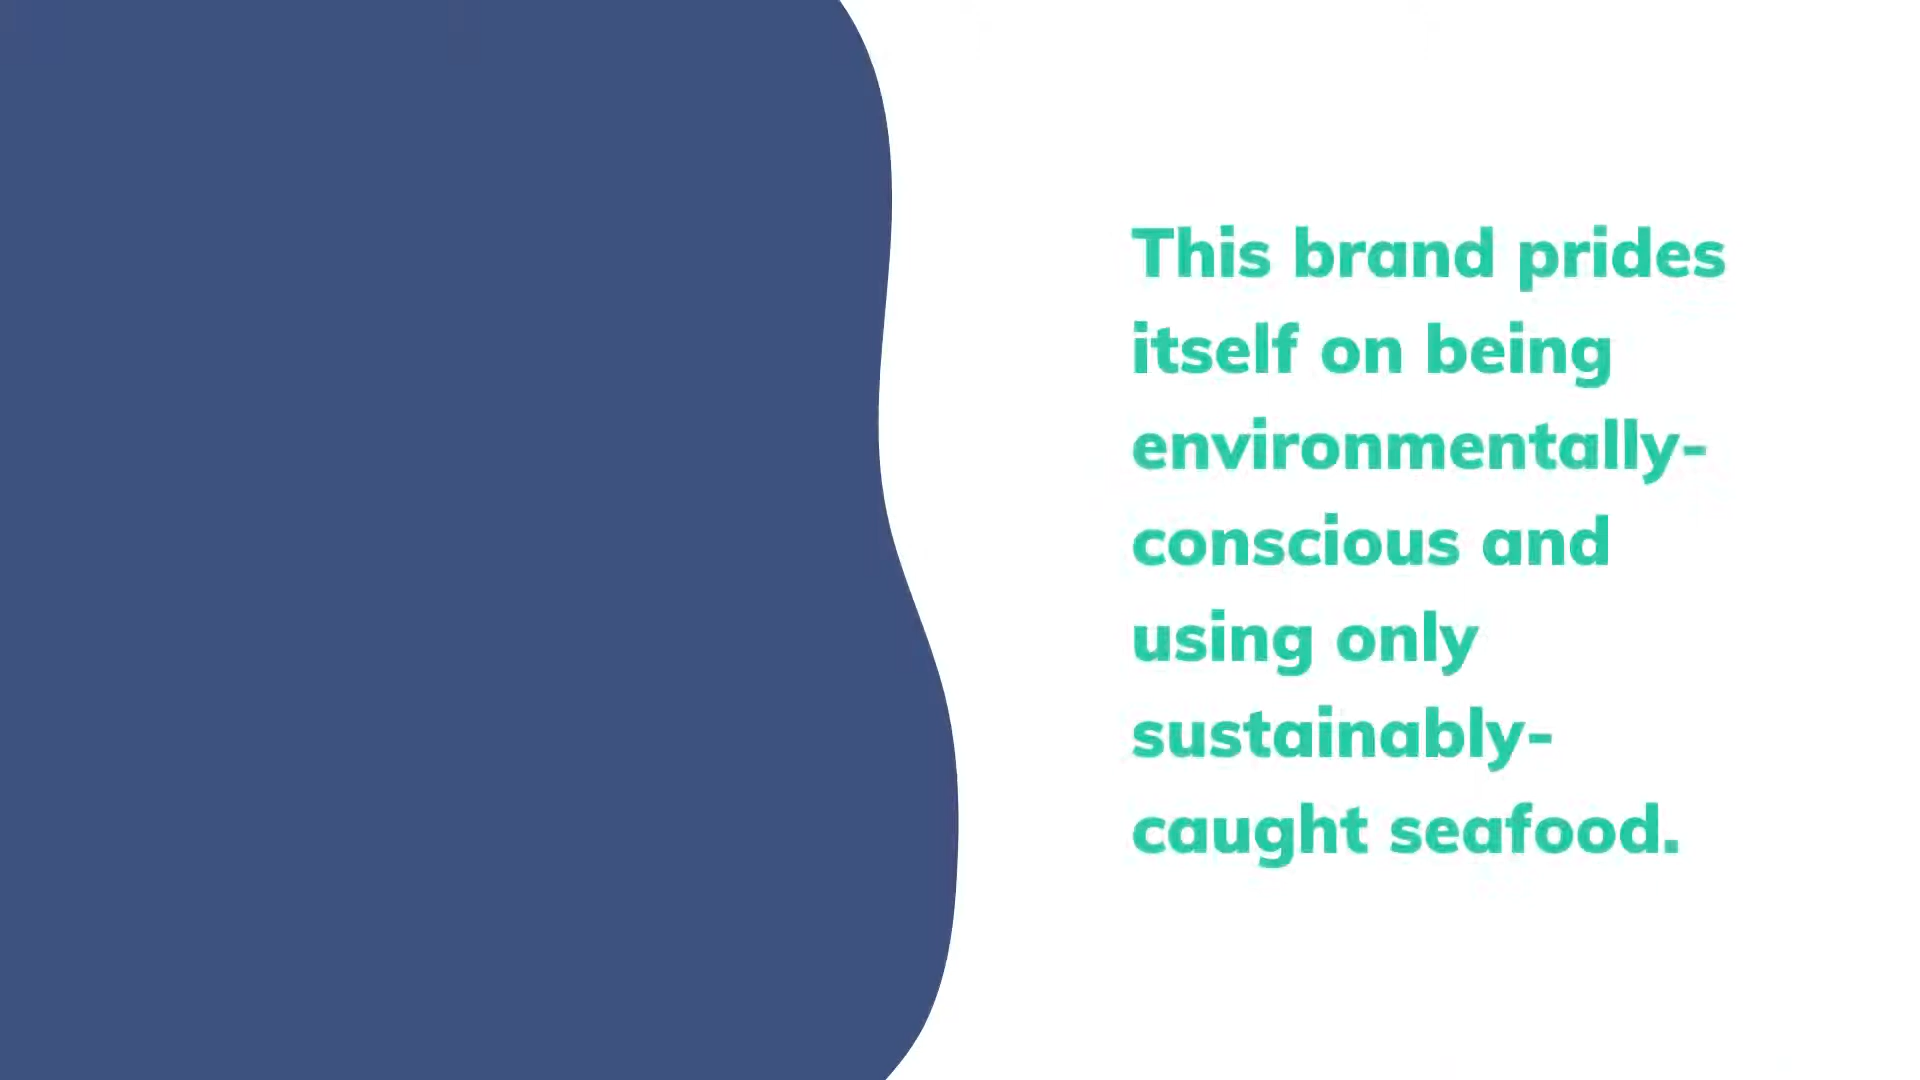 This brand prides
itself on being
environmentally-
conscious and
using only
sustainably-
caught seafood.